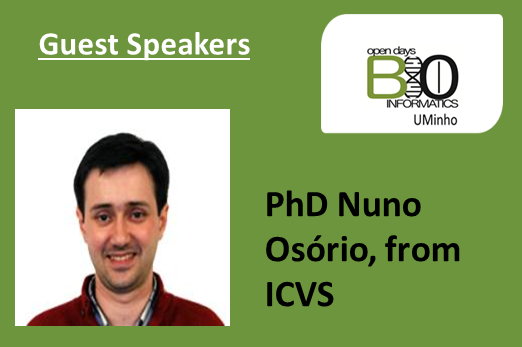 Guest Speakers
open days
BIO
INFORMATICS
UMinho
PhD Nuno
Osório, from
ICVS